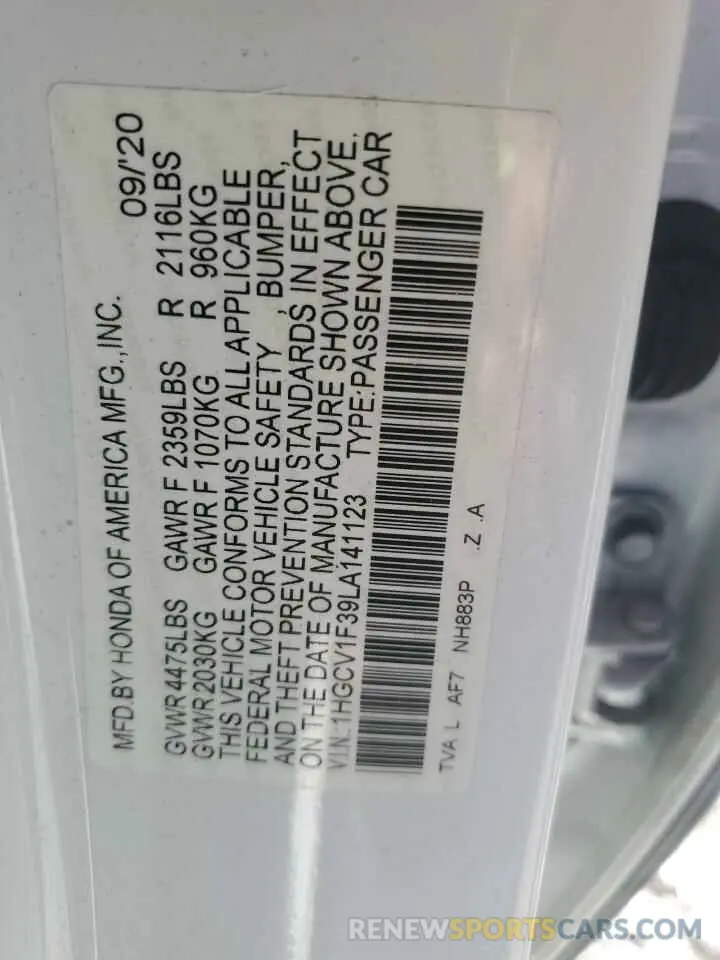 MFD.BY HONDA OF AMERICA MFG.,INC. 09/'20
GVWR 4475LBS GAWR F 2359LBS R 2116LBS
GVWR 2030KG GAWR F 1070KG R 960KG
THIS VEHICLE CONFORMS TO ALL APPLICABLE
FEDERAL MOTOR VEHICLE SAFETY , BUMPER,
AND THEFT PREVENTION STANDARDS IN EFFECT
ON THE DATE OF MANUFACTURE SHOWN ABOVE.
V.I.N.:1HGCV1F39LA141123 TYPE:PASSENGER CAR
TVA L AF7 NH883P .Z .A
RENEWSPORTSCARS.COM